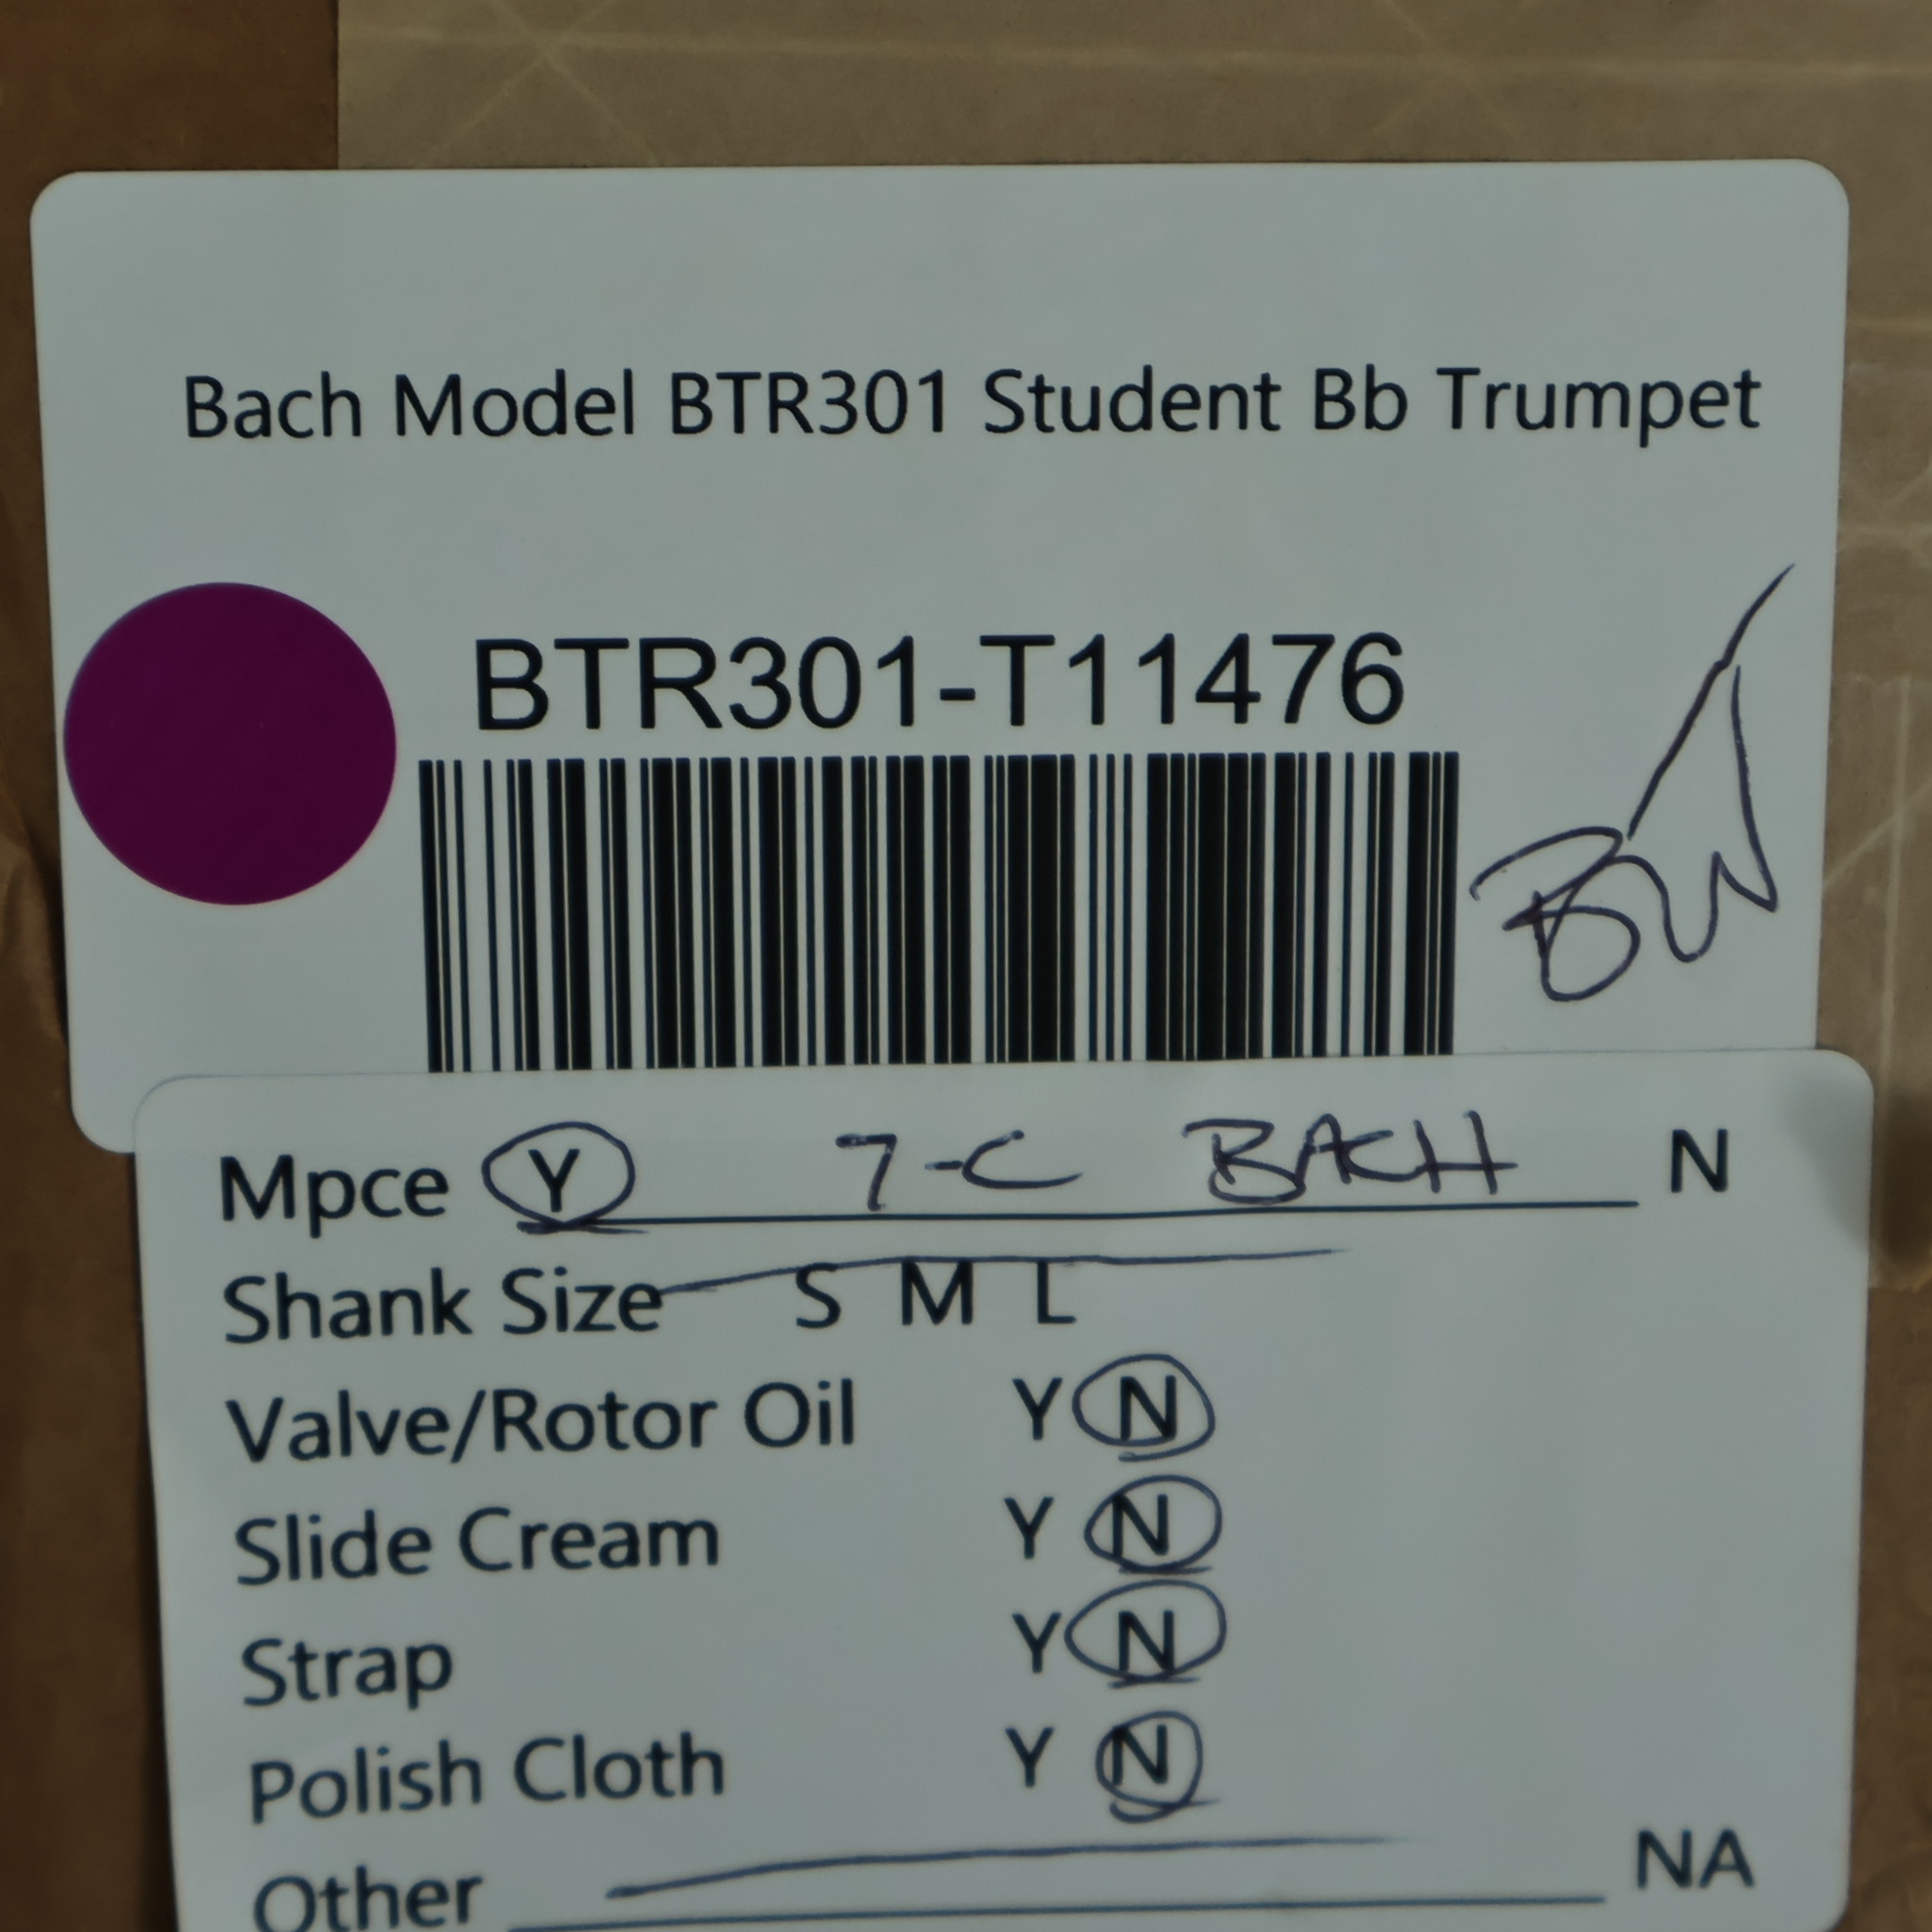 Bach Model BTR301 Student Bb Trumpet
BTR301-T11476
BW
Mpce Y 7-C BACH N
Shank Size S M L
Valve/Rotor Oil Y N
Slide Cream Y N
Strap Y N
Polish Cloth Y N
Other NA